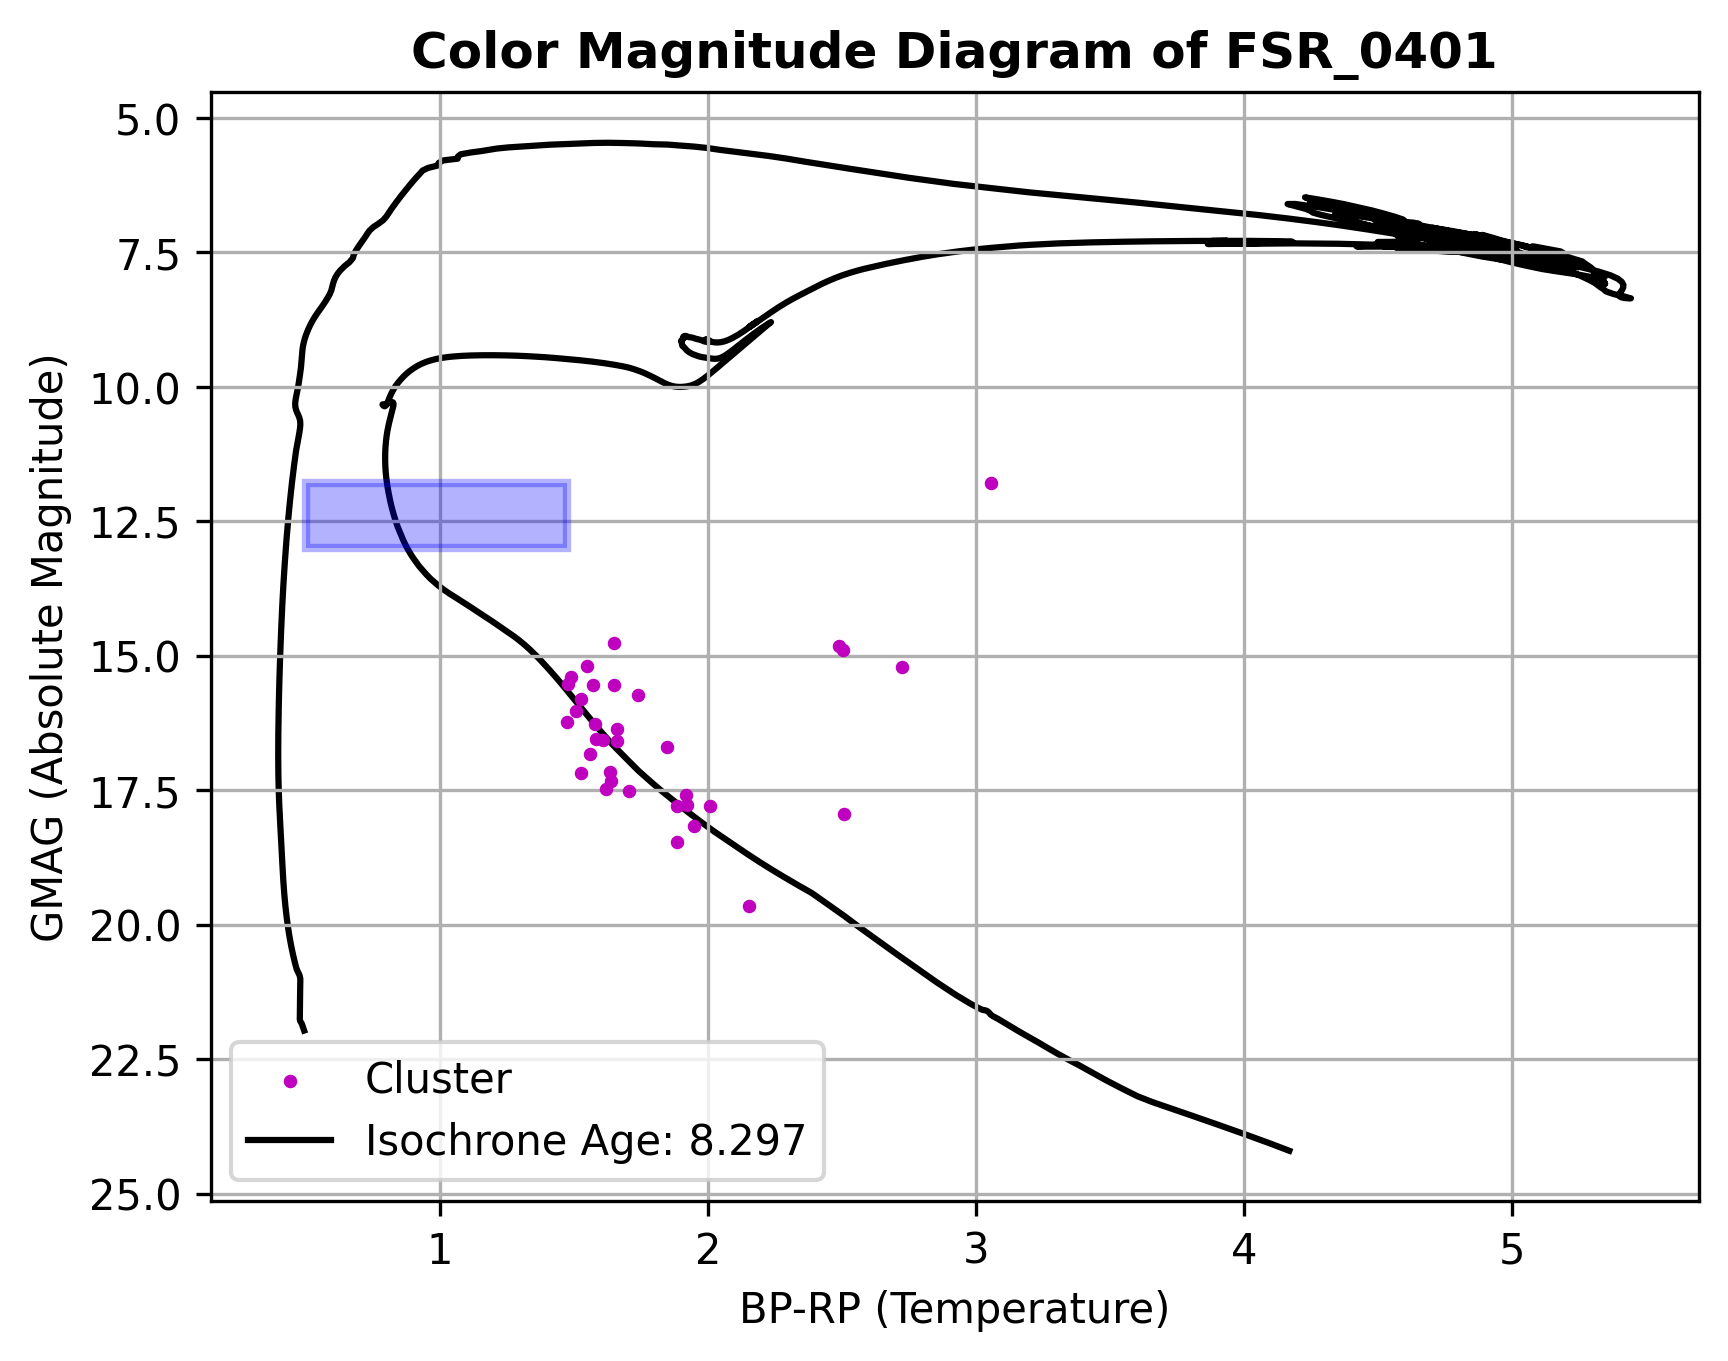 Color Magnitude Diagram of FSR_0401
5.0
7.5
10.0
12.5
15.0
17.5
20.0
22.5
25.0
GMAG (Absolute Magnitude)
Cluster
Isochrone Age: 8.297
1 2 3 4 5
BP-RP (Temperature)